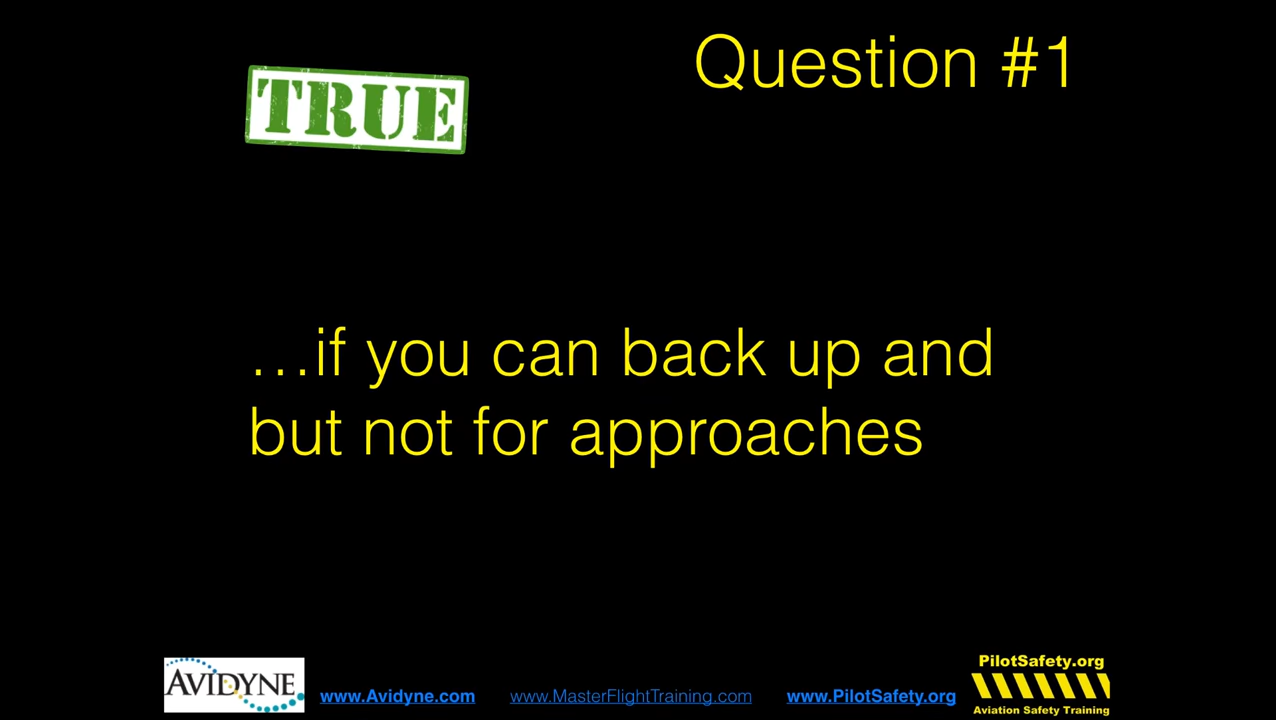 Question #1
TRUE
…if you can back up and
but not for approaches
AVIDYNE
www.Avidyne.com
www.MasterFlightTraining.com
www.PilotSafety.org
PilotSafety.org
Aviation Safety Training